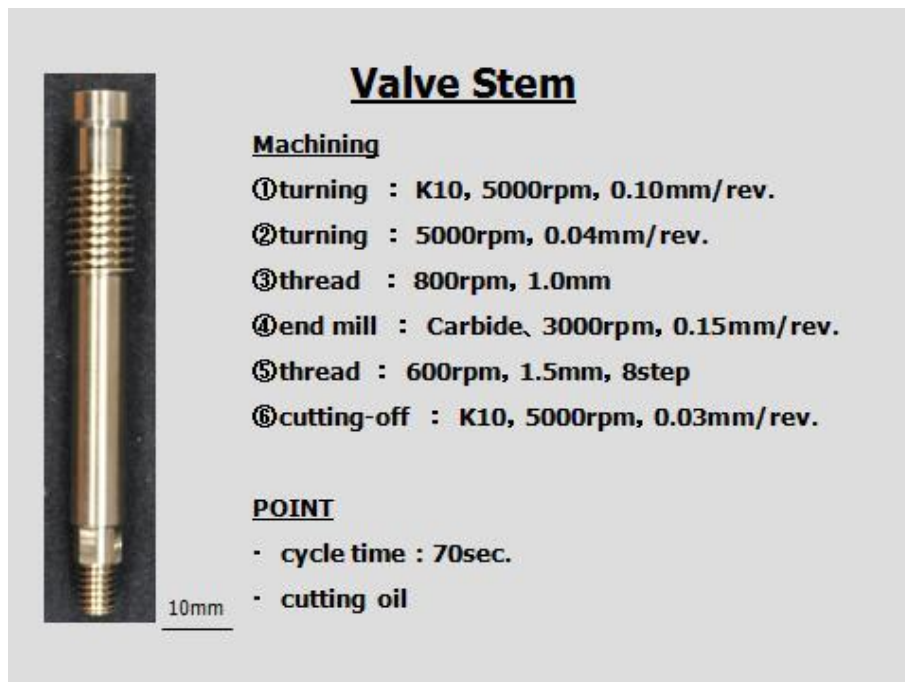 Valve Stem
Machining
①turning : K10, 5000rpm, 0.10mm/rev.
②turning : 5000rpm, 0.04mm/rev.
③thread : 800rpm, 1.0mm
④end mill : Carbide、3000rpm, 0.15mm/rev.
⑤thread : 600rpm, 1.5mm, 8step
⑥cutting-off : K10, 5000rpm, 0.03mm/rev.
POINT
· cycle time : 70sec.
· cutting oil
10mm